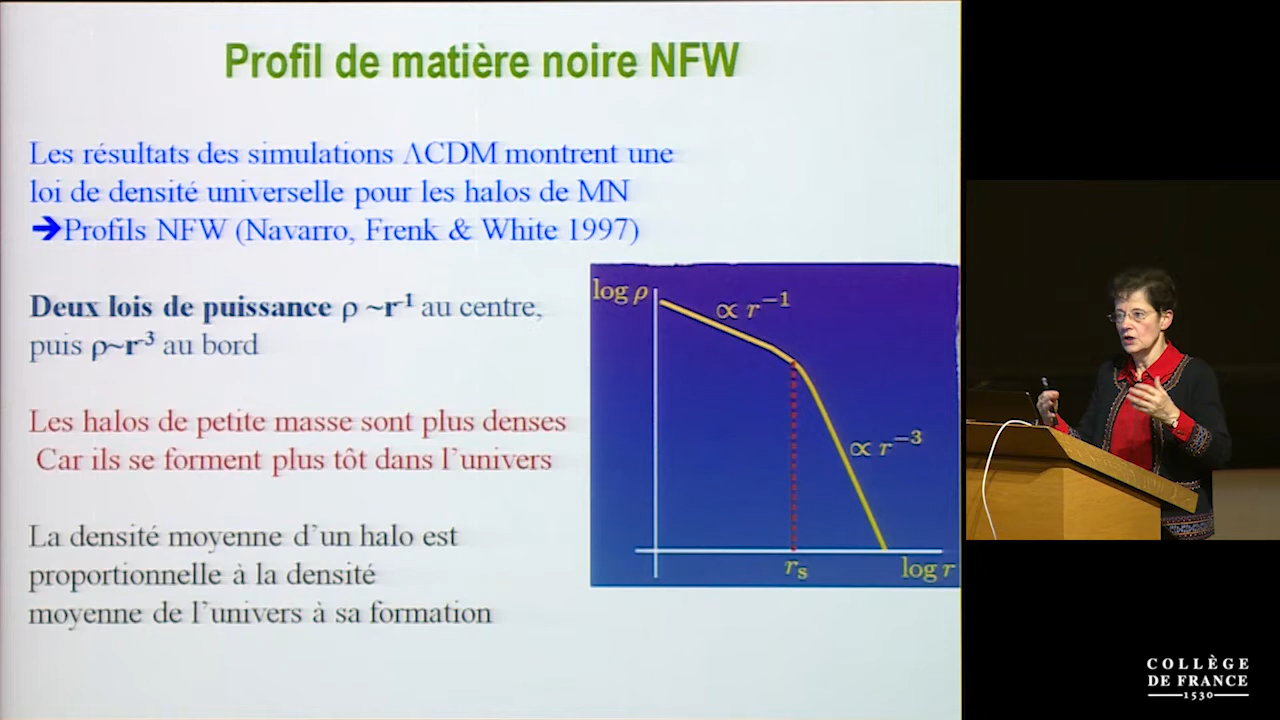 Profil de matière noire NFW
Les résultats des simulations ΛCDM montrent une
loi de densité universelle pour les halos de MN
➔Profils NFW (Navarro, Frenk & White 1997)
Deux lois de puissance ρ ~r⁻¹ au centre,
puis ρ~r⁻³ au bord
Les halos de petite masse sont plus denses
Car ils se forment plus tôt dans l'univers
La densité moyenne d'un halo est
proportionnelle à la densité
moyenne de l'univers à sa formation
log ρ
∝ r⁻¹
∝ r⁻³
rₛ
log r
COLLÈGE
DE FRANCE
1530